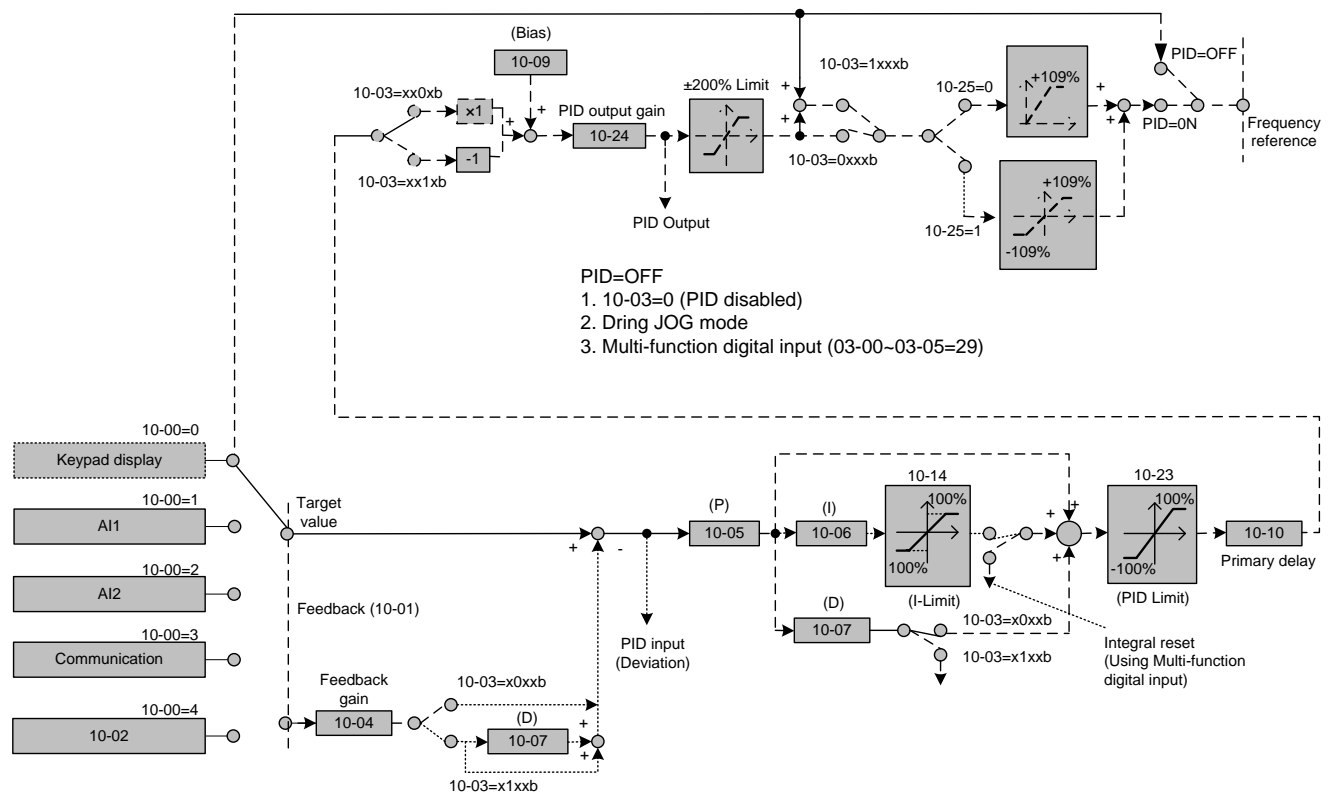 (Bias)
10-09
10-03=xx0xb
×1
-1
10-03=xx1xb
+
+
PID output gain
10-24
PID Output
±200% Limit
10-03=1xxxb
+
+
10-03=0xxxb
10-25=0
+109%
10-25=1
+109%
-109%
+
+
PID=OFF
PID=0N
Frequency
reference
PID=OFF
1. 10-03=0 (PID disabled)
2. Dring JOG mode
3. Multi-function digital input (03-00~03-05=29)
10-00=0
Keypad display
10-00=1
AI1
10-00=2
AI2
10-00=3
Communication
10-00=4
10-02
Target
value
Feedback (10-01)
Feedback
gain
10-04
10-03=x0xxb
(D)
10-07
+
+
10-03=x1xxb
+
-
PID input
(Deviation)
(P)
10-05
(I)
10-06
10-14
100%
100%
(I-Limit)
(D)
10-07
10-03=x0xxb
10-03=x1xxb
+
+
+
Integral reset
(Using Multi-function
digital input)
10-23
100%
-100%
(PID Limit)
10-10
Primary delay